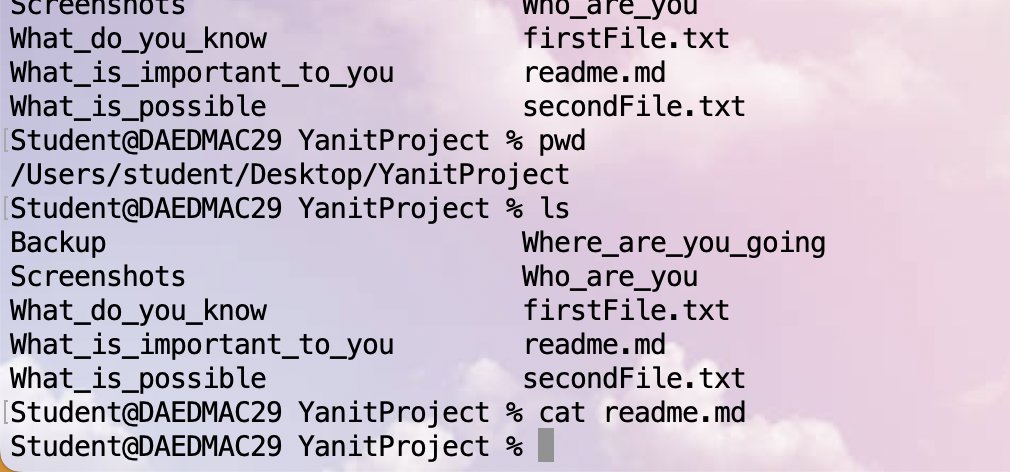 Screenshots Who_are_you
What_do_you_know firstFile.txt
What_is_important_to_you readme.md
What_is_possible secondFile.txt
[Student@DAEDMAC29 YanitProject % pwd
/Users/student/Desktop/YanitProject
[Student@DAEDMAC29 YanitProject % ls
Backup Where_are_you_going
Screenshots Who_are_you
What_do_you_know firstFile.txt
What_is_important_to_you readme.md
What_is_possible secondFile.txt
[Student@DAEDMAC29 YanitProject % cat readme.md
Student@DAEDMAC29 YanitProject %